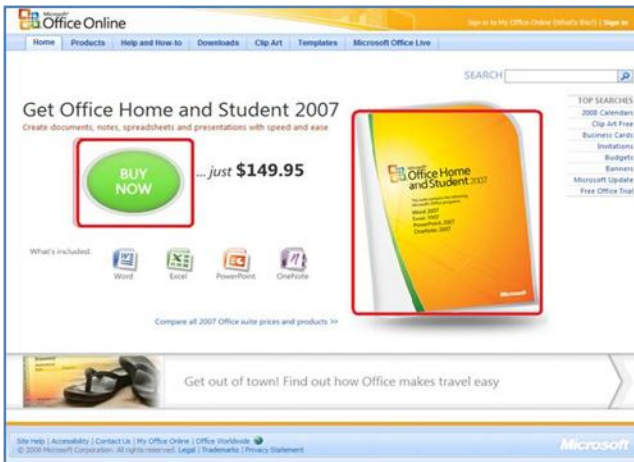 Microsoft
Office Online
Sign in to My Office Online (What's this?) | Sign in
Home Products Help and How-to Downloads Clip Art Templates Microsoft Office Live
SEARCH
Get Office Home and Student 2007
Create documents, notes, spreadsheets and presentations with speed and ease
BUY
NOW
... just $149.95
What's included:
Word Excel PowerPoint OneNote
Compare all 2007 Office suite prices and products >>
Office Home
and Student 2007
Word 2007
Excel 2007
PowerPoint 2007
OneNote 2007
Microsoft
TOP SEARCHES
2008 Calendars
Clip Art Free
Business Cards
Invitations
Budgets
Banners
Microsoft Update
Free Office Trial
Get out of town! Find out how Office makes travel easy
Site Help | Accessibility | Contact Us | My Office Online | Office Worldwide
© 2008 Microsoft Corporation. All rights reserved. Legal | Trademarks | Privacy Statement
Microsoft